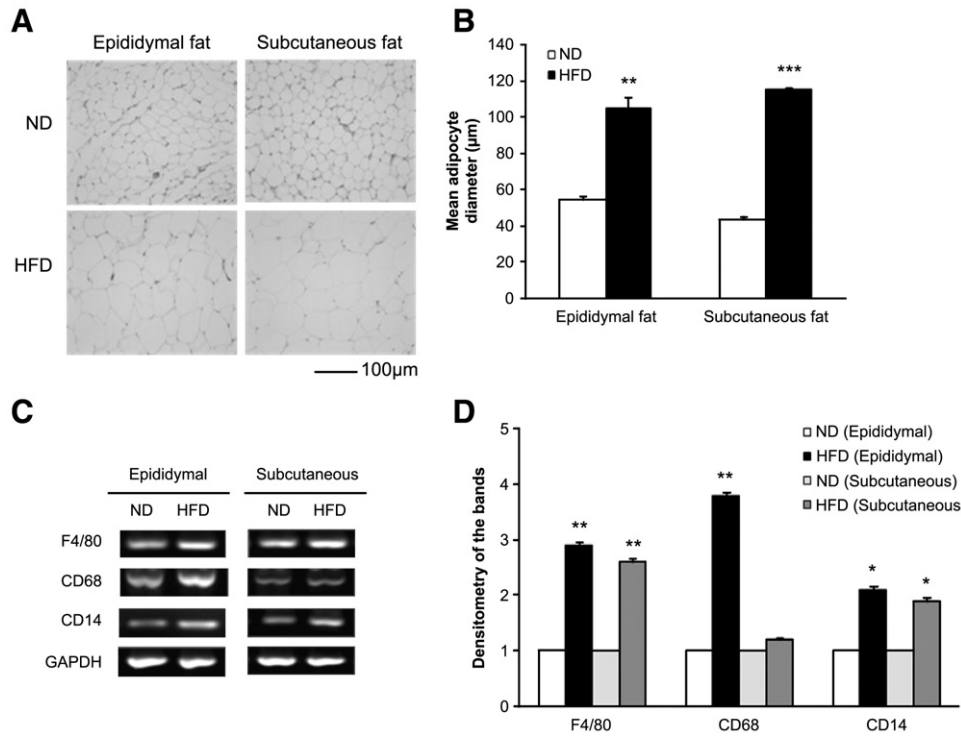 A
Epididymal fat Subcutaneous fat
ND
HFD
100μm
B
Mean adipocyte
diameter (μm)
140
120
100
80
60
40
20
0
ND
HFD
**
***
Epididymal fat Subcutaneous fat
C
Epididymal Subcutaneous
ND HFD ND HFD
F4/80
CD68
CD14
GAPDH
D
Densitometry of the bands
5
4
3
2
1
0
ND (Epididymal)
HFD (Epididymal)
ND (Subcutaneous)
HFD (Subcutaneous
**
**
**
*
*
F4/80 CD68 CD14